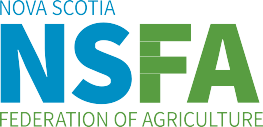 NOVA SCOTIA
NSFA
FEDERATION OF AGRICULTURE